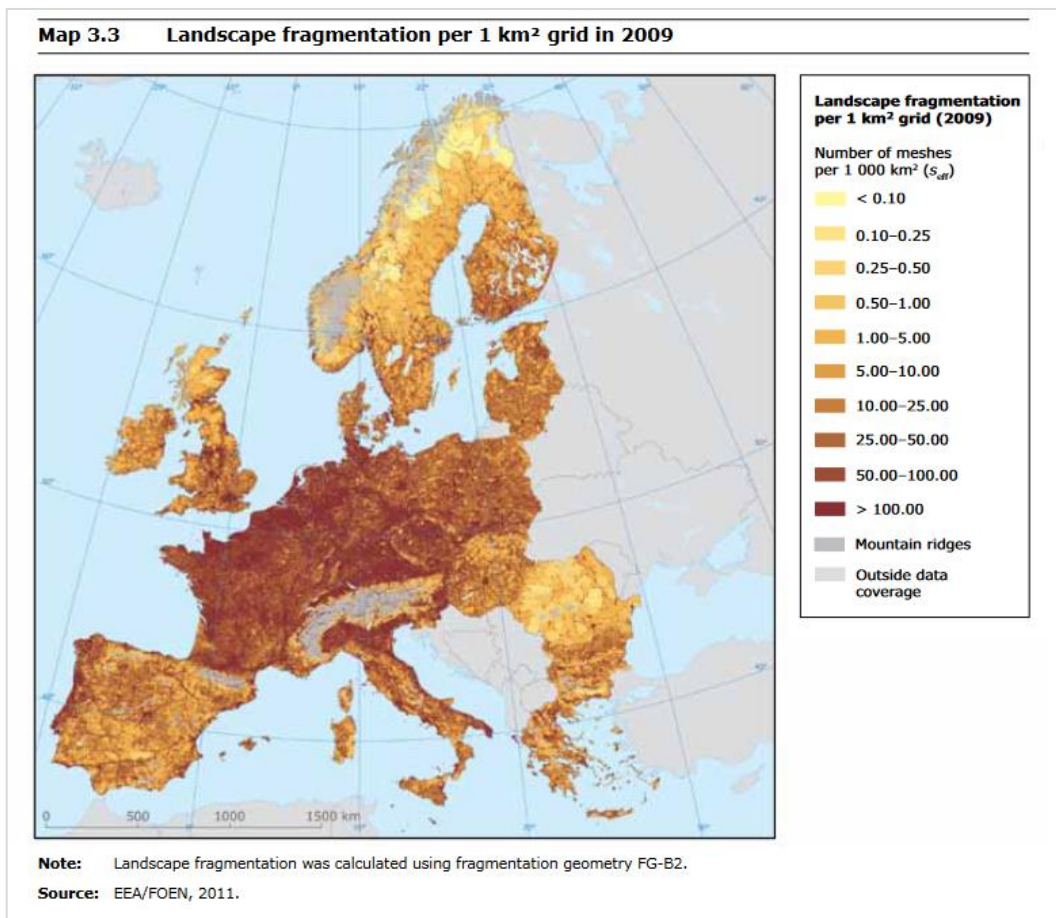 Map 3.3 Landscape fragmentation per 1 km² grid in 2009
Landscape fragmentation
per 1 km² grid (2009)
Number of meshes
per 1 000 km² (seff)
< 0.10
0.10–0.25
0.25–0.50
0.50–1.00
1.00–5.00
5.00–10.00
10.00–25.00
25.00–50.00
50.00–100.00
> 100.00
Mountain ridges
Outside data
coverage
0 500 1000 1500 km
Note: Landscape fragmentation was calculated using fragmentation geometry FG-B2.
Source: EEA/FOEN, 2011.